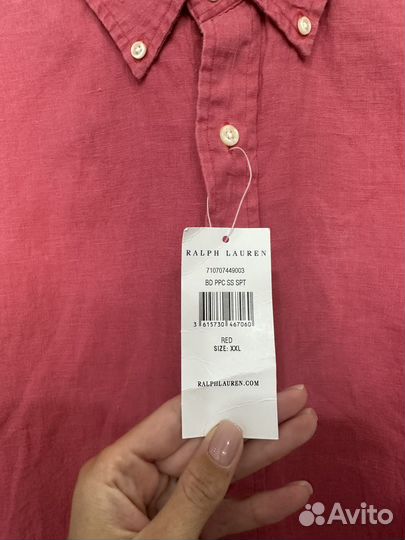 RALPH LAUREN
710707449003
BD PPC SS SPT
3 615730 467060
RED
SIZE: XXL
RALPHLAUREN.COM
Avito